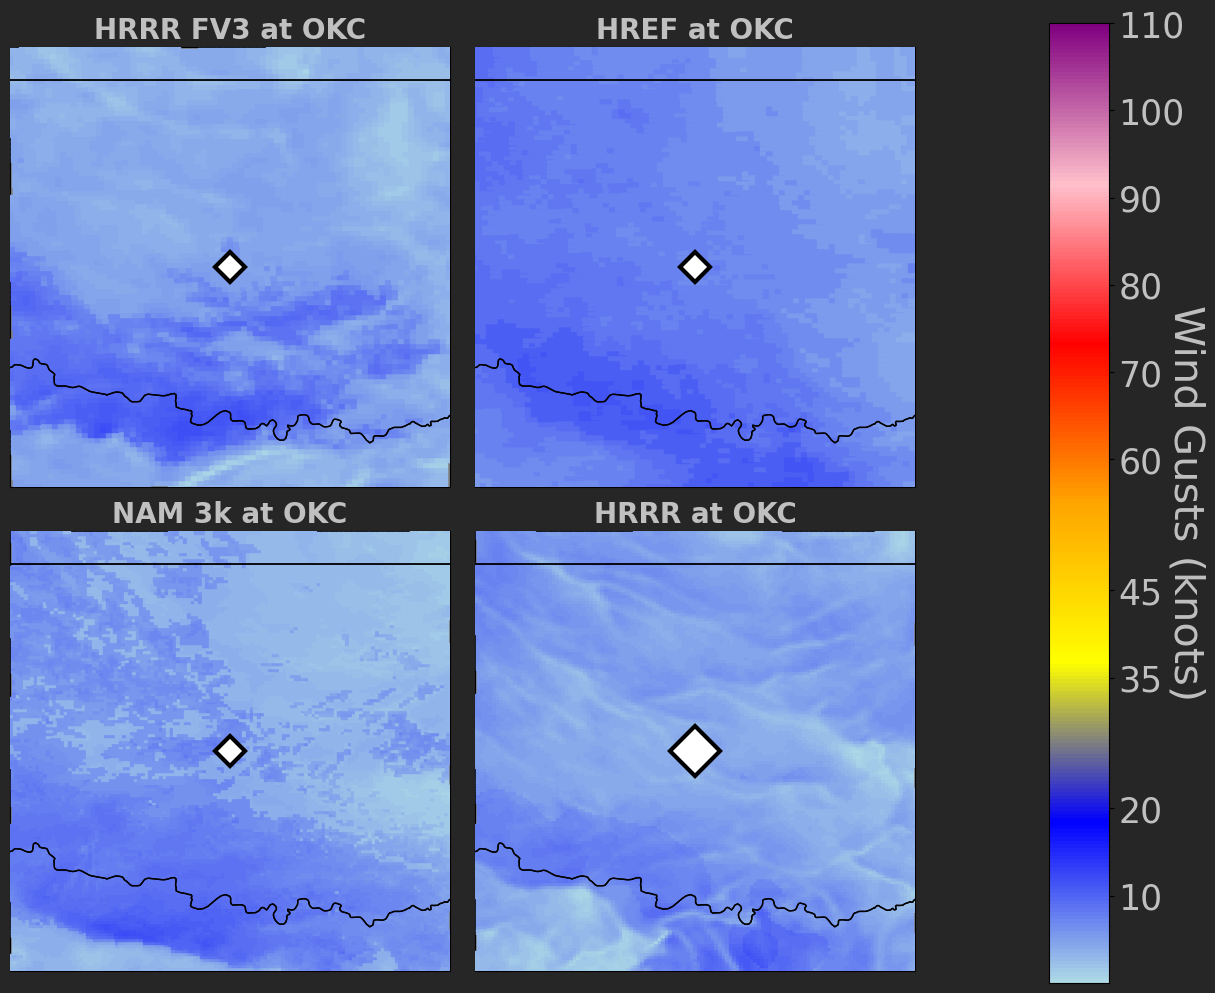 HRRR FV3 at OKC
HREF at OKC
NAM 3k at OKC
HRRR at OKC
110
100
90
80
70
60
45
35
20
10
Wind Gusts (knots)